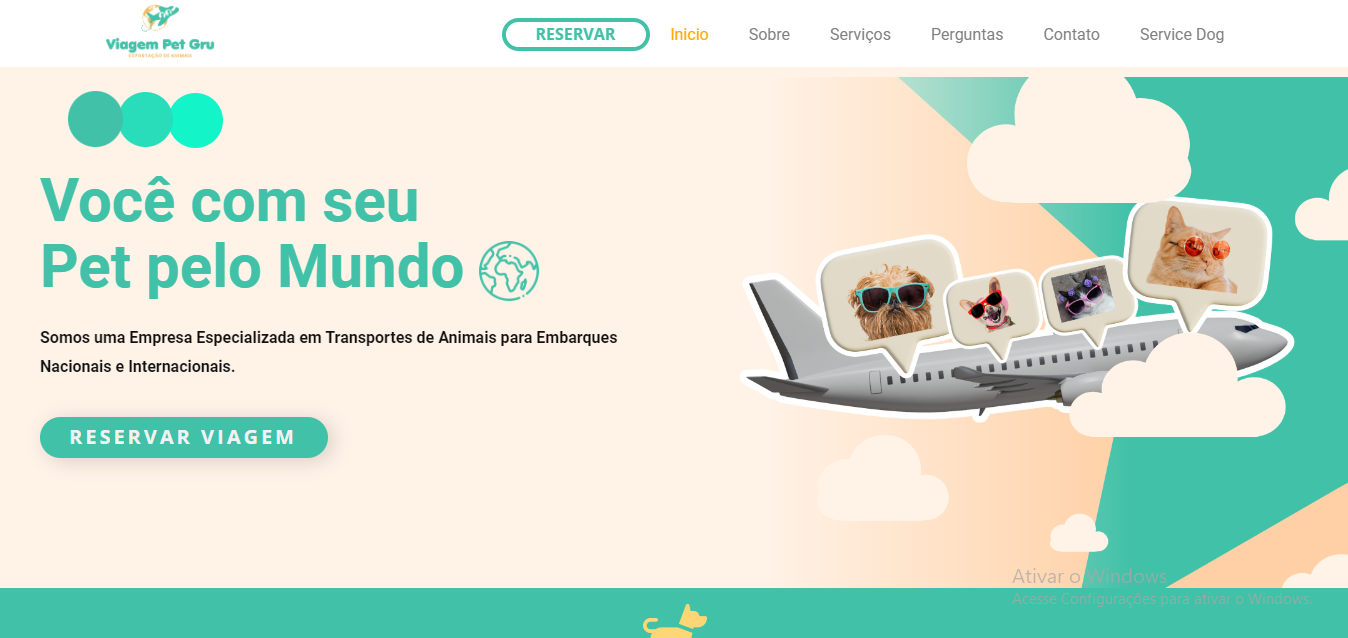 Viagem Pet Gru
EXPORTAÇÃO DE ANIMAIS
RESERVAR
Inicio
Sobre
Serviços
Perguntas
Contato
Service Dog
Você com seu
Pet pelo Mundo
Somos uma Empresa Especializada em Transportes de Animais para Embarques
Nacionais e Internacionais.
RESERVAR VIAGEM
Ativar o Windows
Acesse Configurações para ativar o Windows.